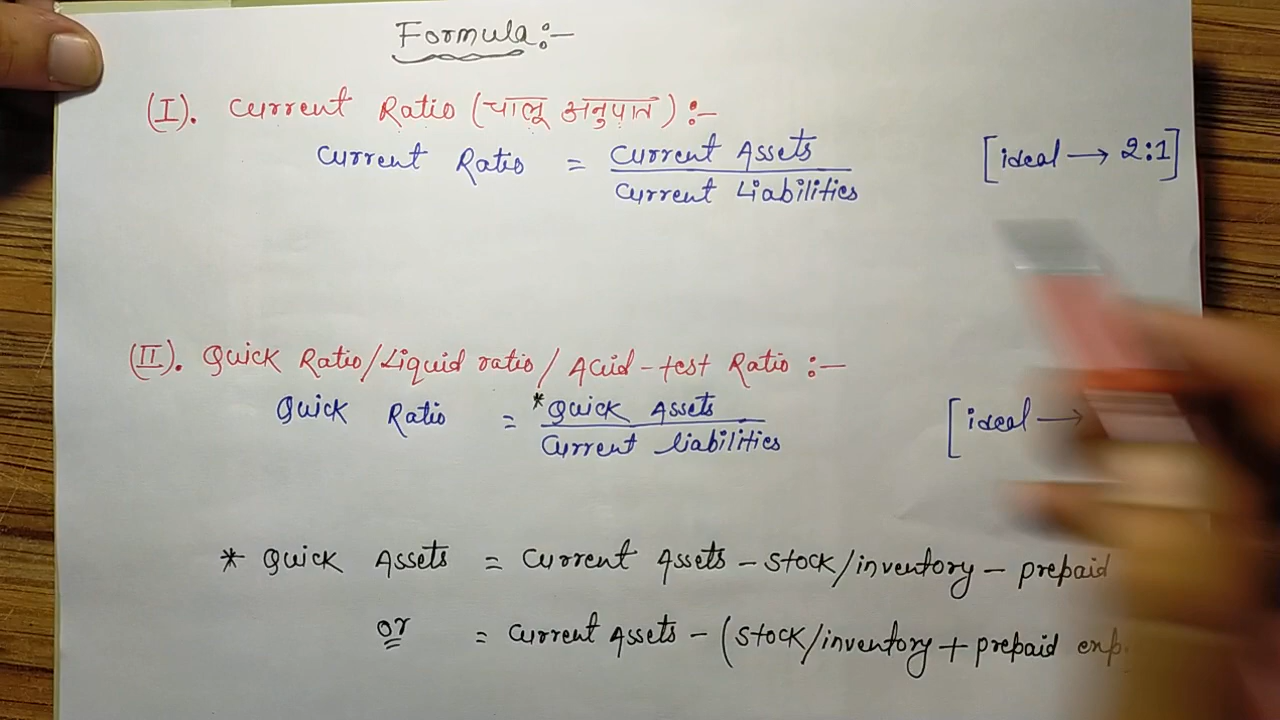 Formula:-
(I). Current Ratio (चालू अनुपात) :-
Current Ratio = Current Assets / Current Liabilities [ideal → 2:1]
(II). Quick Ratio/Liquid ratio/Acid-test Ratio :-
Quick Ratio = *Quick Assets / Current liabilities [ideal →
* Quick Assets = Current Assets - Stock/inventory - prepaid
or = Current Assets - (Stock/inventory + prepaid exp.